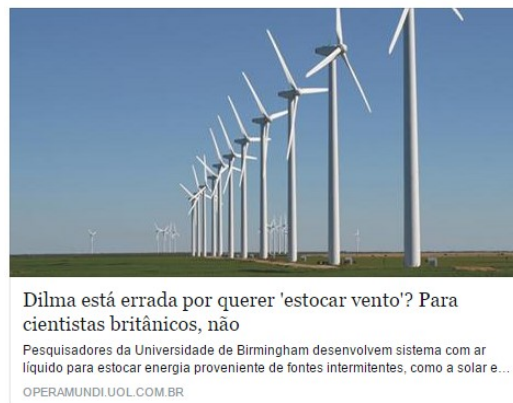 Dilma está errada por querer 'estocar vento'? Para
cientistas britânicos, não
Pesquisadores da Universidade de Birmingham desenvolvem sistema com ar
líquido para estocar energia proveniente de fontes intermitentes, como a solar e...
OPERAMUNDI.UOL.COM.BR